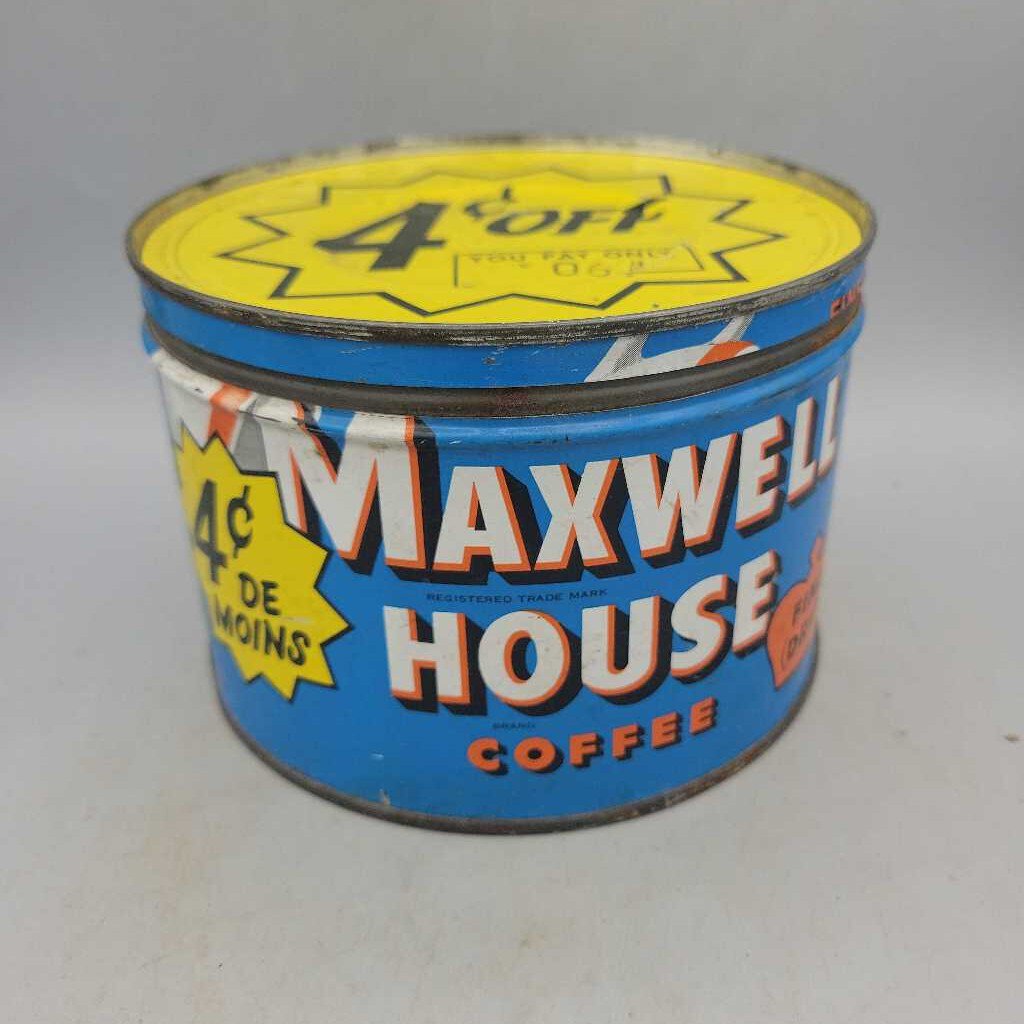 4¢ OFF
YOU PAY ONLY
4¢
DE
MOINS
MAXWELL
REGISTERED TRADE MARK
HOUSE
BRAND
COFFEE